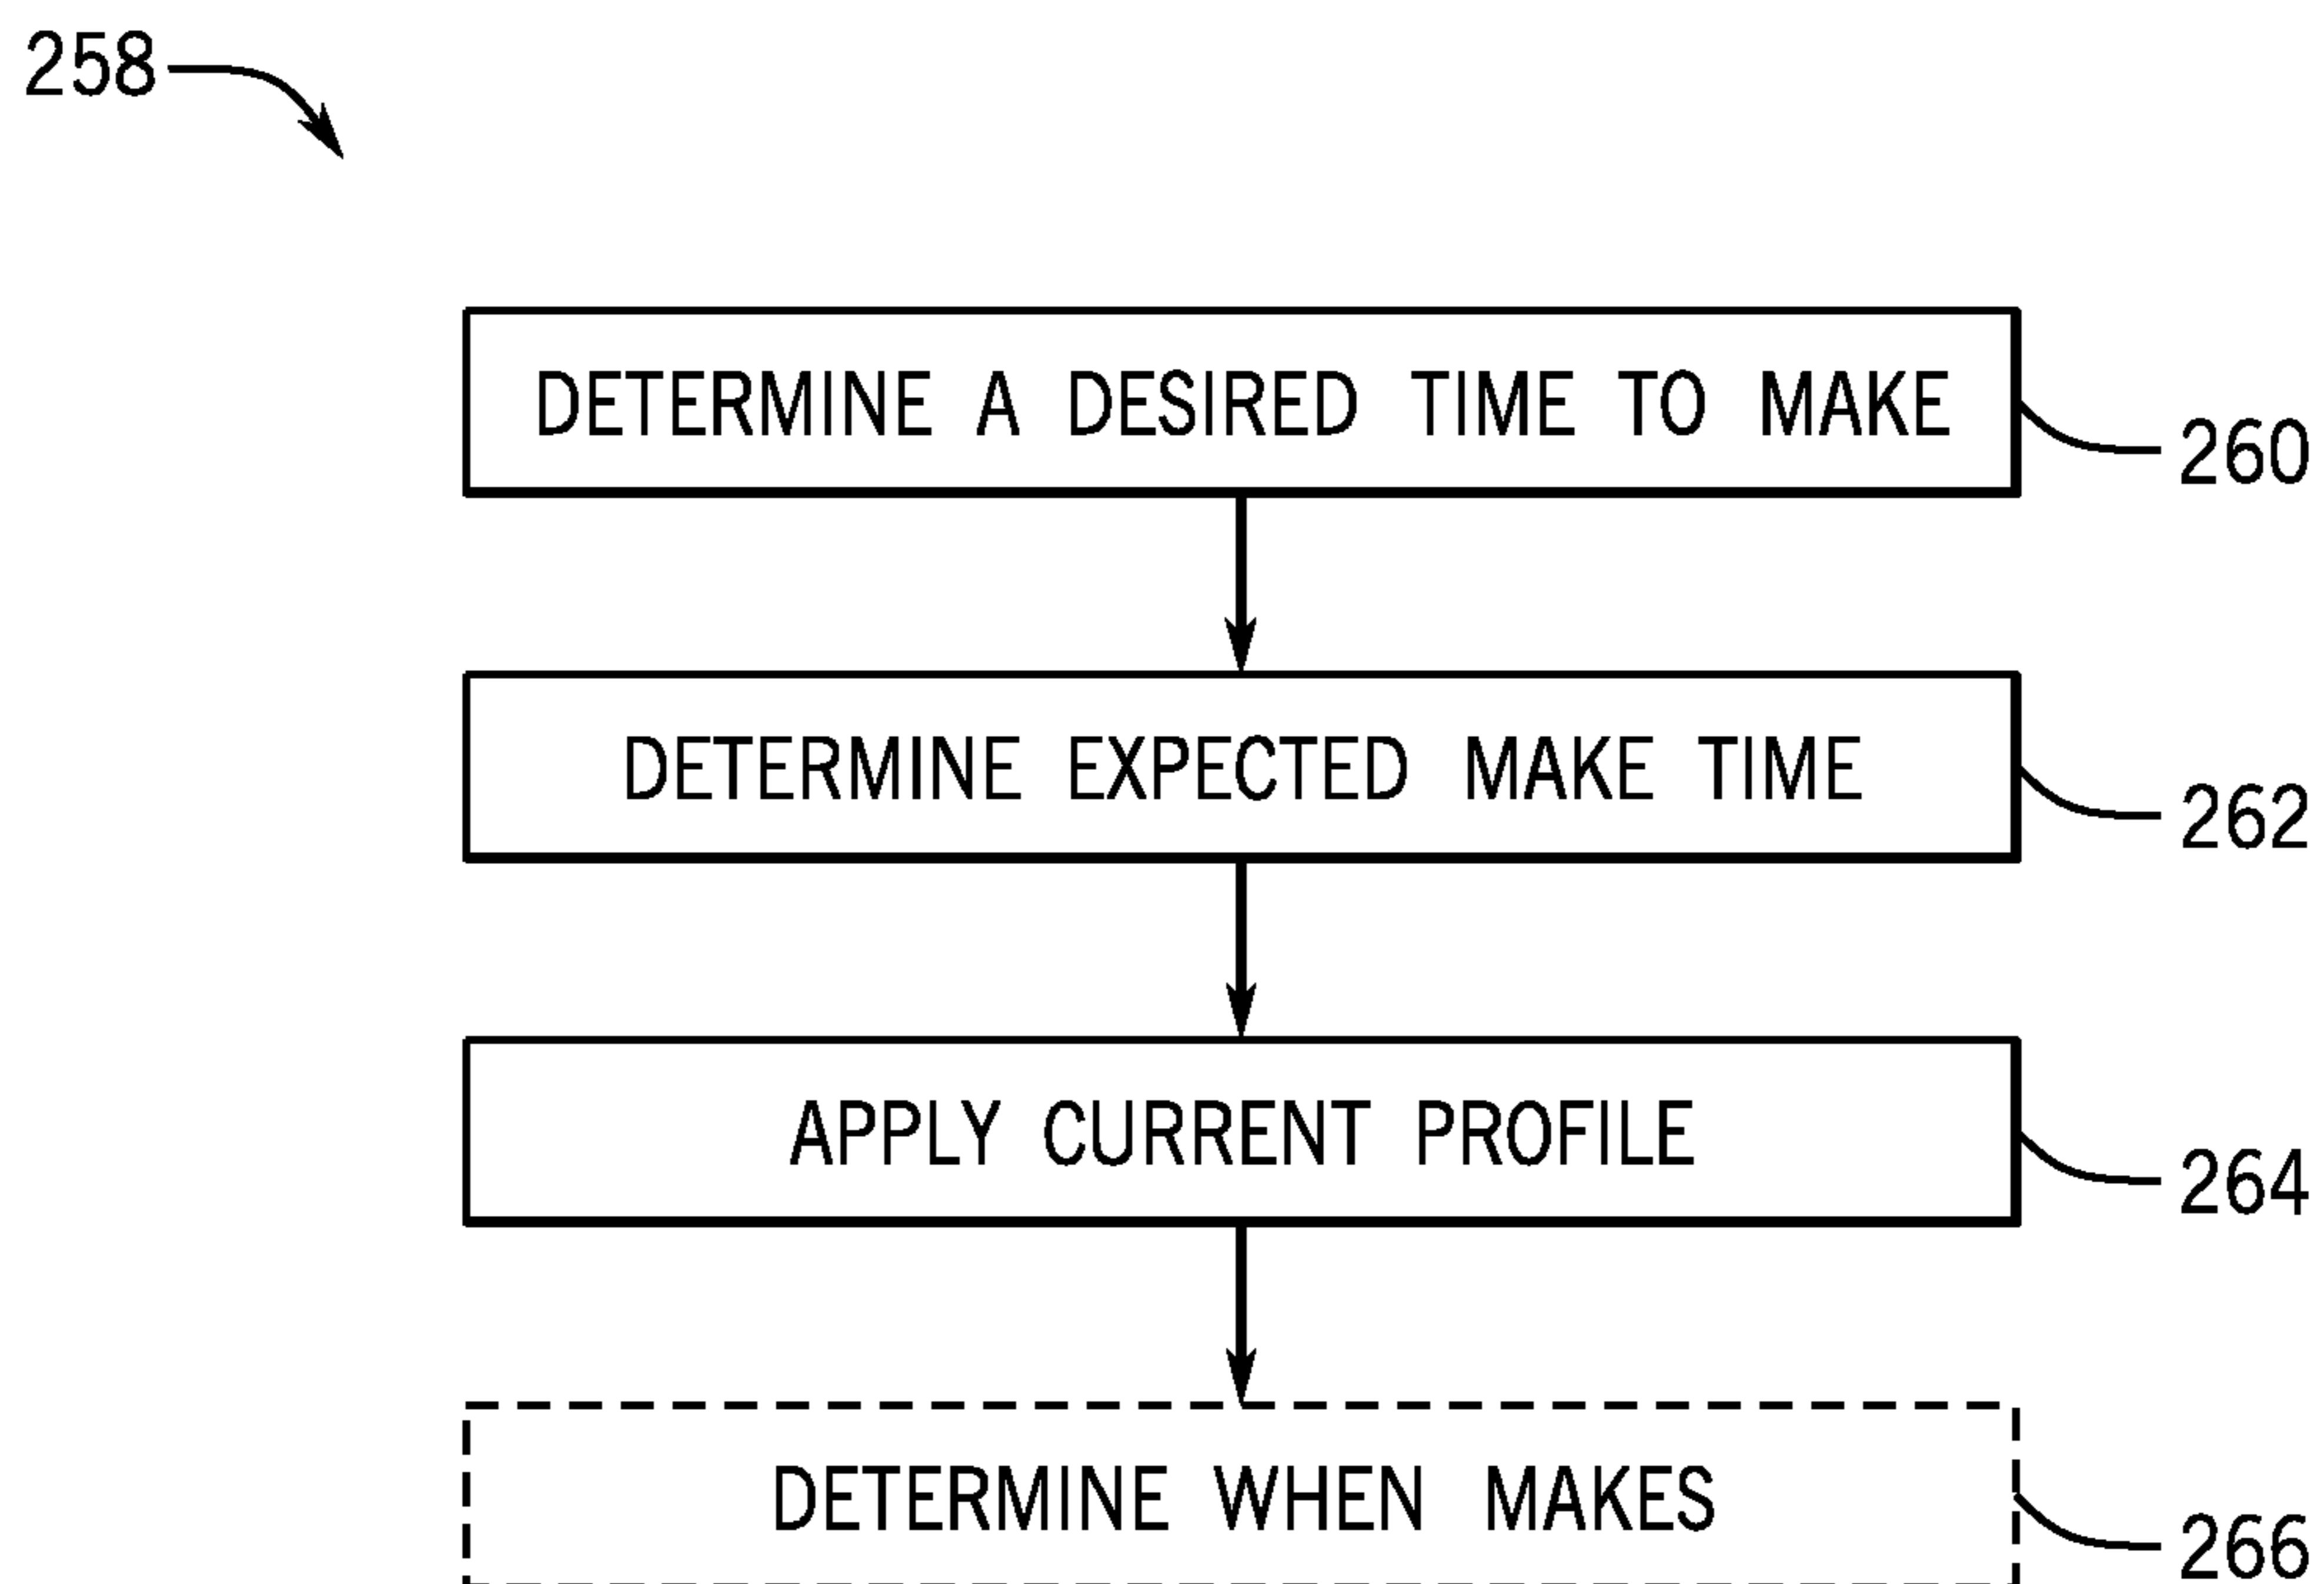 258
DETERMINE A DESIRED TIME TO MAKE
260
DETERMINE EXPECTED MAKE TIME
262
APPLY CURRENT PROFILE
264
DETERMINE WHEN MAKES
266